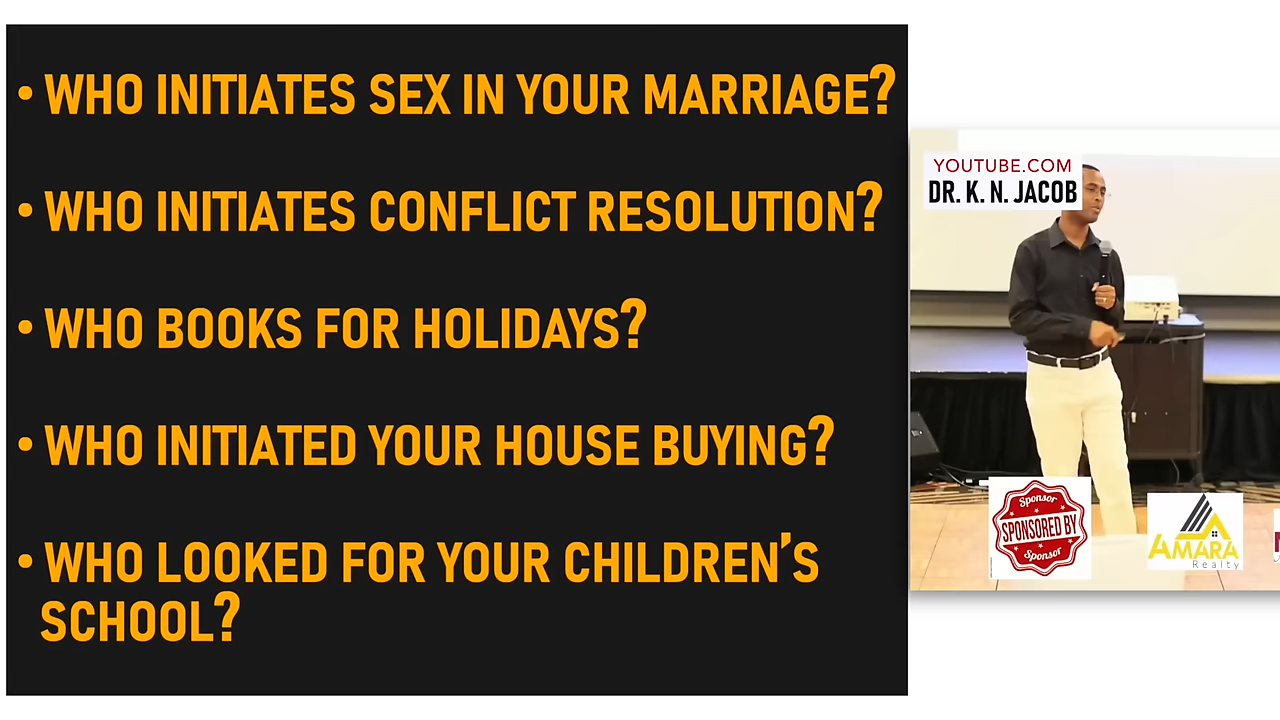 • WHO INITIATES SEX IN YOUR MARRIAGE?
• WHO INITIATES CONFLICT RESOLUTION?
• WHO BOOKS FOR HOLIDAYS?
• WHO INITIATED YOUR HOUSE BUYING?
• WHO LOOKED FOR YOUR CHILDREN'S
SCHOOL?
YOUTUBE.COM
DR. K. N. JACOB
Sponsor
SPONSORED BY
Sponsor
AMARA
Realty